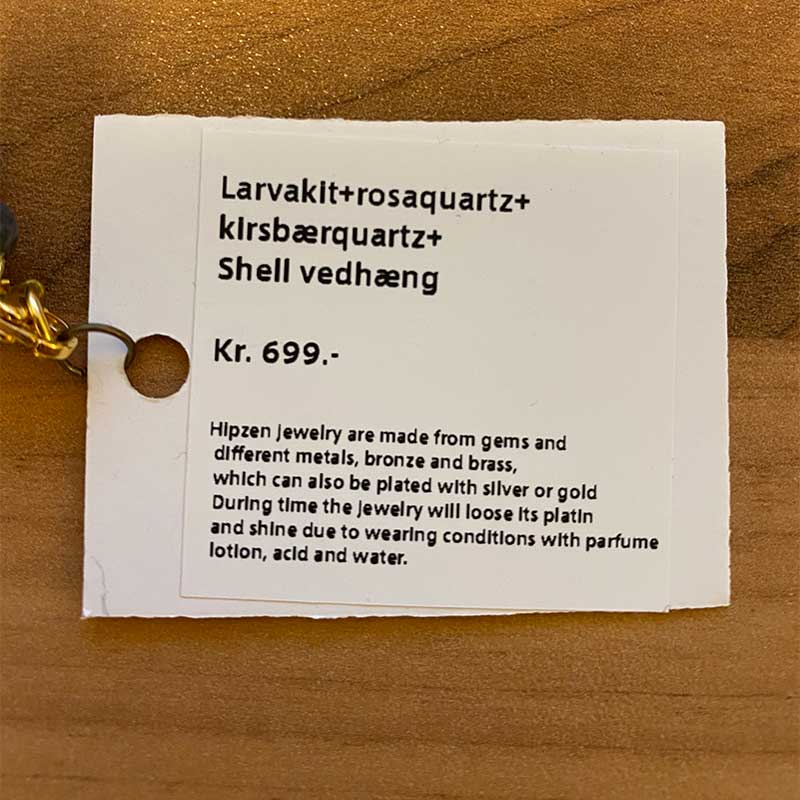 Larvakit+rosaquartz+
kirsbærquartz+
Shell vedhæng
Kr. 699.-
Hipzen jewelry are made from gems and
different metals, bronze and brass,
which can also be plated with silver or gold
During time the jewelry will loose its platin
and shine due to wearing conditions with parfume
lotion, acid and water.